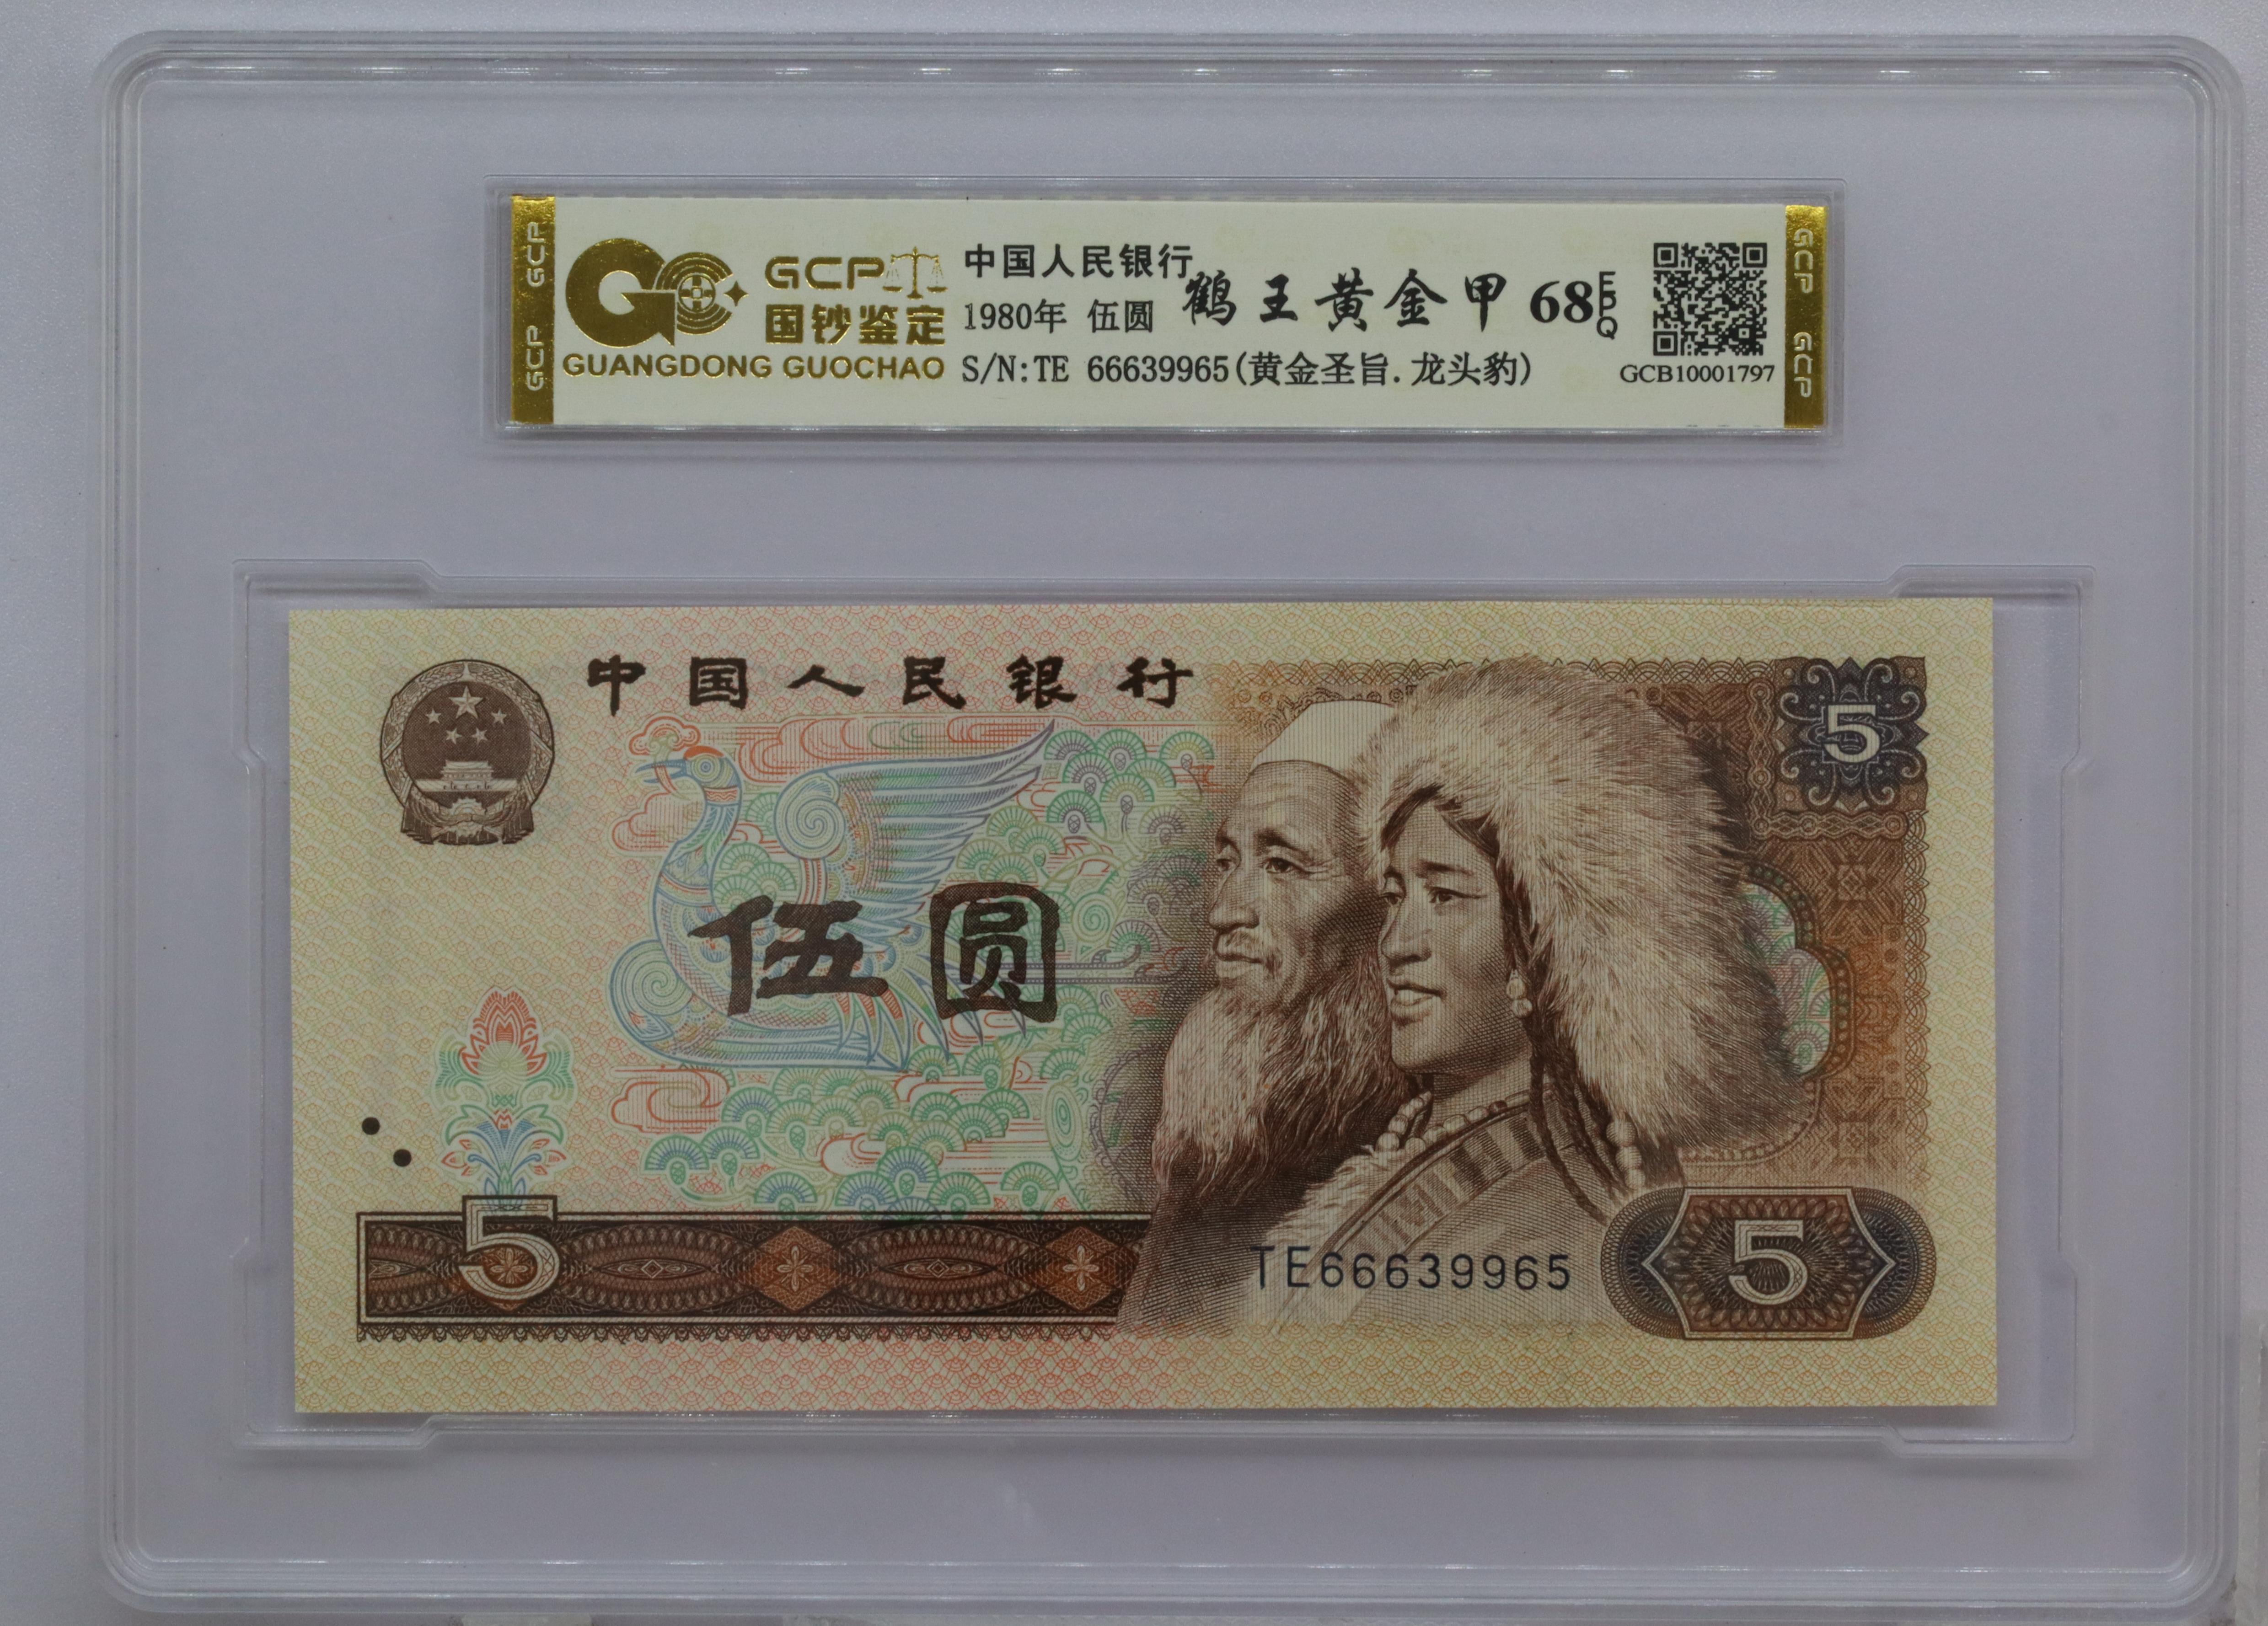 GCP GCP
GCP
国钞鉴定
GUANGDONG GUOCHAO
中国人民银行
1980年 伍圆
鹤王黄金甲 68 EPQ
S/N:TE 66639965(黄金圣旨.龙头豹)
GCB10001797
GCP GCP
中国人民银行
5
伍圆
5
TE66639965
5